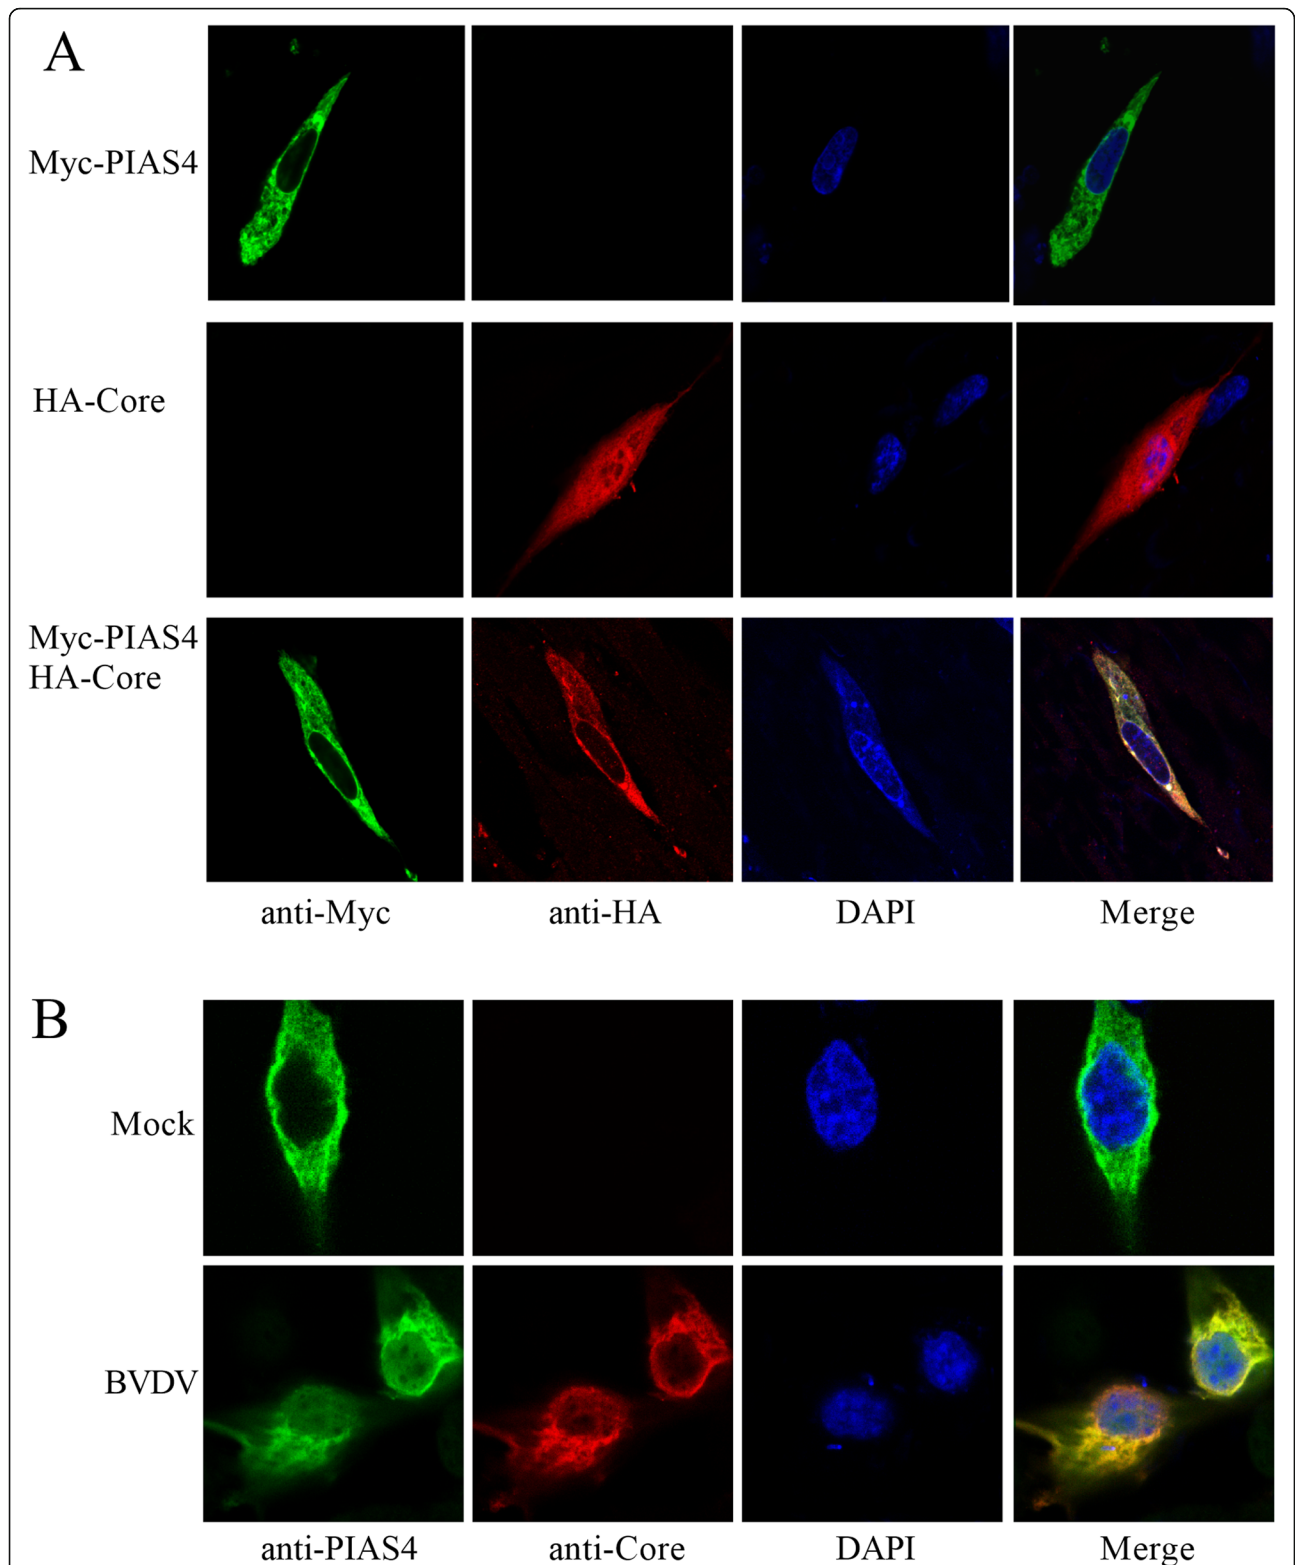 A
Myc-PIAS4
HA-Core
Myc-PIAS4
HA-Core
anti-Myc anti-HA DAPI Merge
B
Mock
BVDV
anti-PIAS4 anti-Core DAPI Merge